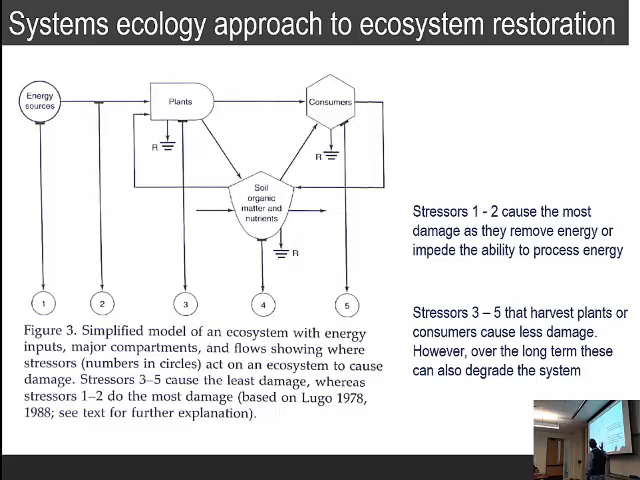 Systems ecology approach to ecosystem restoration
Energy
sources
Plants
Consumers
R
R
Soil
organic
matter and
nutrients
R
1
2
3
4
5
Stressors 1 - 2 cause the most
damage as they remove energy or
impede the ability to process energy
Stressors 3 – 5 that harvest plants or
consumers cause less damage.
However, over the long term these
can also degrade the system
Figure 3. Simplified model of an ecosystem with energy
inputs, major compartments, and flows showing where
stressors (numbers in circles) act on an ecosystem to cause
damage. Stressors 3–5 cause the least damage, whereas
stressors 1–2 do the most damage (based on Lugo 1978,
1988; see text for further explanation).